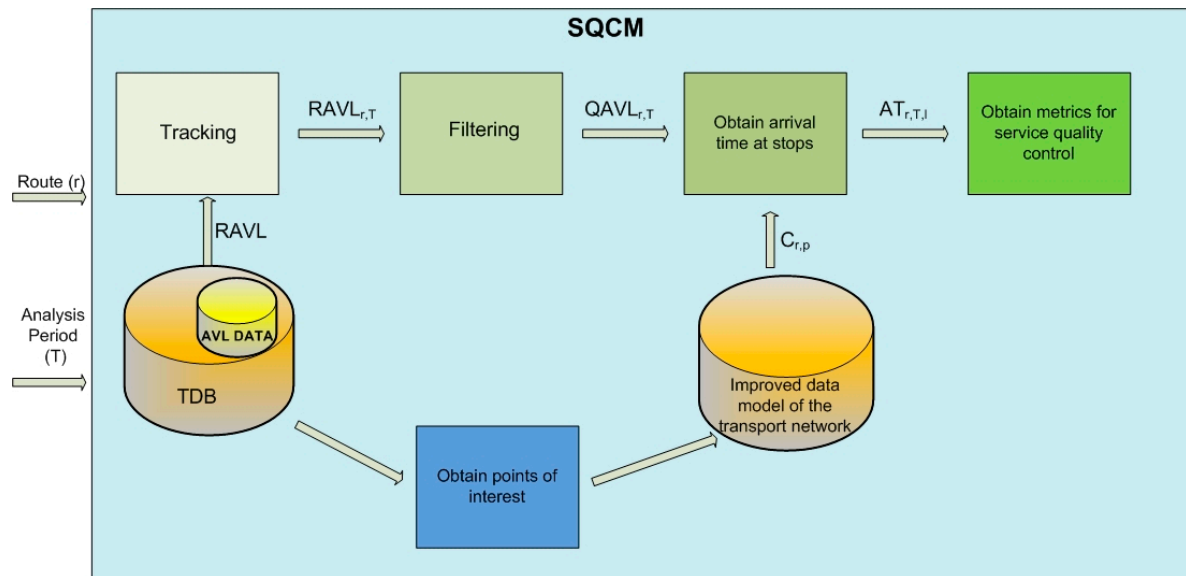 SQCM
Tracking
RAVLr,T
Filtering
QAVLr,T
Obtain arrival
time at stops
ATr,T,l
Obtain metrics for
service quality
control
Route (r)
RAVL
Cr,p
Analysis
Period
(T)
AVL DATA
TDB
Improved data
model of the
transport network
Obtain points of
interest